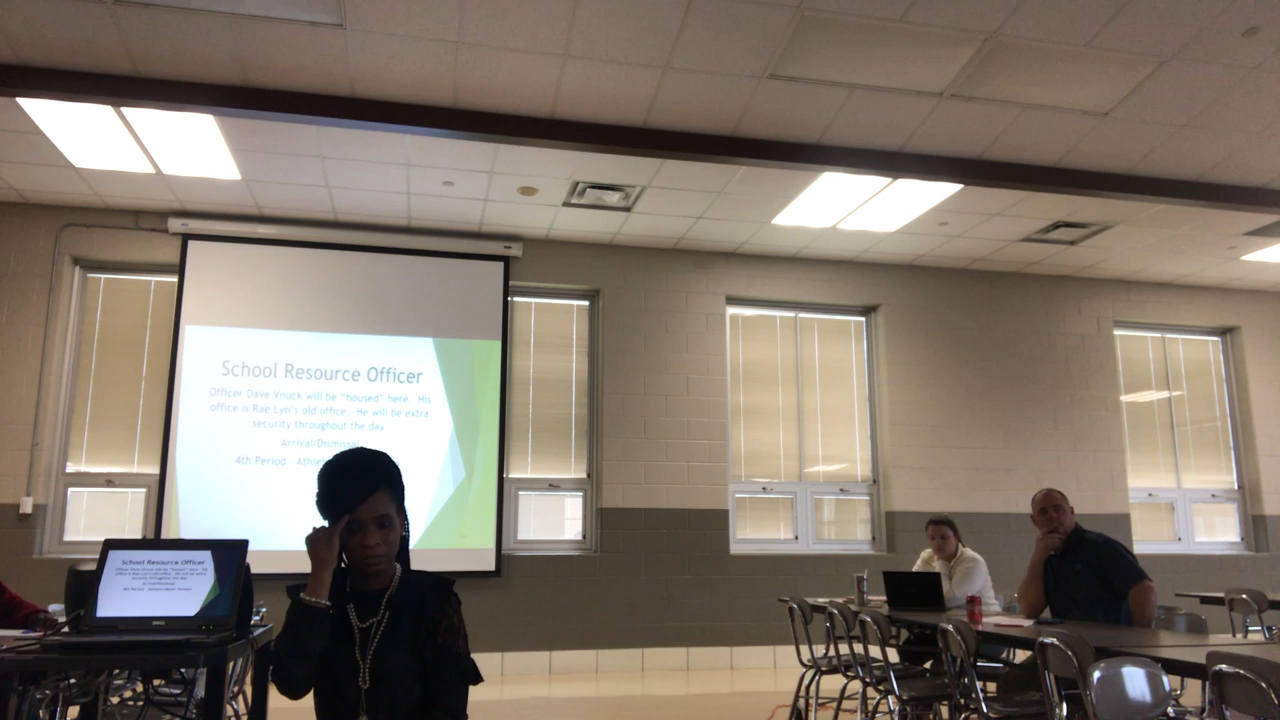 School Resource Officer
Officer Dave Vnuck will be "housed" here. His
office is Rae Lyn's old office. He will be extra
security throughout the day
Arrival/Dismissal
4th Period - Athle
School Resource Officer
DELL